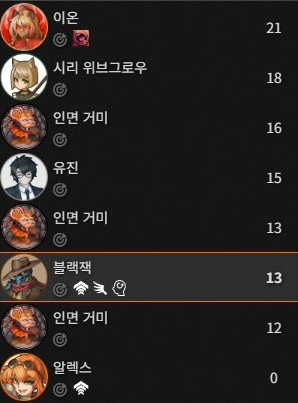 이온
21
시리 위브그로우
18
인면 거미
16
유진
15
인면 거미
13
블랙잭
13
인면 거미
12
알렉스
0